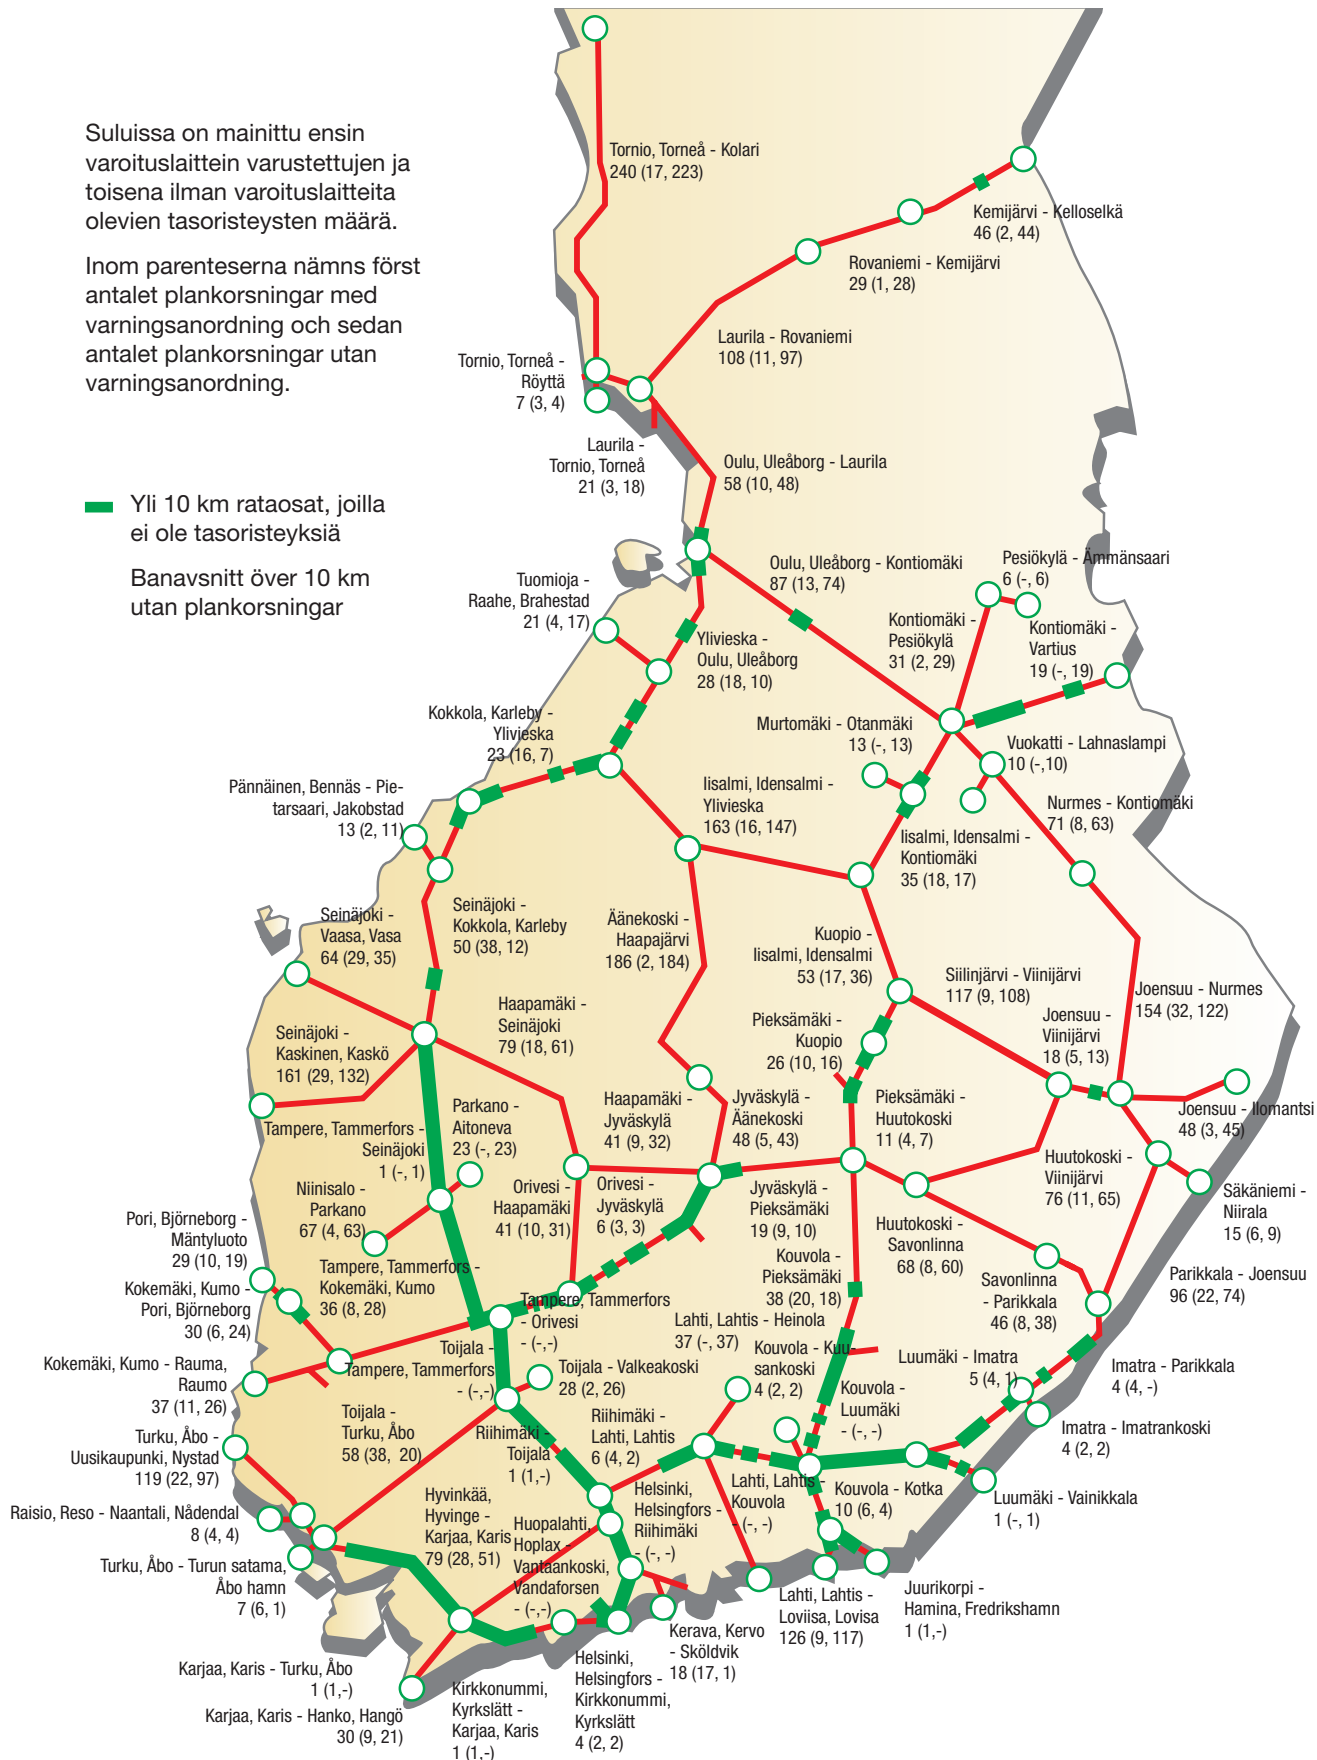 Suluissa on mainittu ensin
varoituslaittein varustettujen ja
toisena ilman varoituslaitteita
olevien tasoristeysten määrä.
Inom parenteserna nämns först
antalet plankorsningar med
varningsanordning och sedan
antalet plankorsningar utan
varningsanordning.
Yli 10 km rataosat, joilla
ei ole tasoristeyksiä
Banavsnitt över 10 km
utan plankorsningar
Tornio, Torneå - Kolari
240 (17, 223)
Kemijärvi - Kelloselkä
46 (2, 44)
Rovaniemi - Kemijärvi
29 (1, 28)
Laurila - Rovaniemi
108 (11, 97)
Tornio, Torneå -
Röyttä
7 (3, 4)
Laurila -
Tornio, Torneå
21 (3, 18)
Oulu, Uleåborg - Laurila
58 (10, 48)
Oulu, Uleåborg - Kontiomäki
87 (13, 74)
Pesiökylä - Ämmänsaari
6 (-, 6)
Tuomioja -
Raahe, Brahestad
21 (4, 17)
Kontiomäki -
Pesiökylä
31 (2, 29)
Kontiomäki -
Vartius
19 (-, 19)
Ylivieska -
Oulu, Uleåborg
28 (18, 10)
Kokkola, Karleby -
Ylivieska
23 (16, 7)
Murtomäki - Otanmäki
13 (-, 13)
Vuokatti - Lahnaslampi
10 (-,10)
Pännäinen, Bennäs - Pie-
tarsaari, Jakobstad
13 (2, 11)
Iisalmi, Idensalmi -
Ylivieska
163 (16, 147)
Nurmes - Kontiomäki
71 (8, 63)
Iisalmi, Idensalmi -
Kontiomäki
35 (18, 17)
Seinäjoki -
Vaasa, Vasa
64 (29, 35)
Seinäjoki -
Kokkola, Karleby
50 (38, 12)
Äänekoski -
Haapajärvi
186 (2, 184)
Kuopio -
Iisalmi, Idensalmi
53 (17, 36)
Siilinjärvi - Viinijärvi
117 (9, 108)
Joensuu - Nurmes
154 (32, 122)
Haapamäki -
Seinäjoki
79 (18, 61)
Pieksämäki -
Kuopio
26 (10, 16)
Joensuu -
Viinijärvi
18 (5, 13)
Seinäjoki -
Kaskinen, Kaskö
161 (29, 132)
Parkano -
Aitoneva
23 (-, 23)
Haapamäki -
Jyväskylä
41 (9, 32)
Jyväskylä -
Äänekoski
48 (5, 43)
Pieksämäki -
Huutokoski
11 (4, 7)
Joensuu - Ilomantsi
48 (3, 45)
Tampere, Tammerfors -
Seinäjoki
1 (-, 1)
Huutokoski -
Viinijärvi
76 (11, 65)
Niinisalo -
Parkano
67 (4, 63)
Orivesi -
Haapamäki
41 (10, 31)
Orivesi -
Jyväskylä
6 (3, 3)
Jyväskylä -
Pieksämäki
19 (9, 10)
Säkäniemi -
Niirala
15 (6, 9)
Pori, Björneborg -
Mäntyluoto
29 (10, 19)
Huutokoski -
Savonlinna
68 (8, 60)
Tampere, Tammerfors -
Kokemäki, Kumo
36 (8, 28)
Kouvola -
Pieksämäki
38 (20, 18)
Savonlinna
- Parikkala
46 (8, 38)
Parikkala - Joensuu
96 (22, 74)
Kokemäki, Kumo -
Pori, Björneborg
30 (6, 24)
Tampere, Tammerfors
- Orivesi
- (-,-)
Lahti, Lahtis - Heinola
37 (-, 37)
Kokemäki, Kumo - Rauma,
Raumo
37 (11, 26)
Toijala -
Tampere, Tammerfors
- (-,-)
Toijala - Valkeakoski
28 (2, 26)
Kouvola - Kuu-
sankoski
4 (2, 2)
Luumäki - Imatra
5 (4, 1)
Imatra - Parikkala
4 (4, -)
Kouvola -
Luumäki
- (-, -)
Toijala -
Turku, Åbo
58 (38, 20)
Riihimäki -
Toijala
1 (1,-)
Riihimäki -
Lahti, Lahtis
6 (4, 2)
Imatra - Imatrankoski
4 (2, 2)
Turku, Åbo -
Uusikaupunki, Nystad
119 (22, 97)
Lahti, Lahtis -
Kouvola
- (-, -)
Kouvola - Kotka
10 (6, 4)
Luumäki - Vainikkala
1 (-, 1)
Raisio, Reso - Naantali, Nådendal
8 (4, 4)
Hyvinkää,
Hyvinge -
Karjaa, Karis
79 (28, 51)
Huopalahti,
Hoplax -
Vantaankoski,
Vandaforsen
- (-,-)
Helsinki,
Helsingfors -
Riihimäki
- (-, -)
Turku, Åbo - Turun satama,
Åbo hamn
7 (6, 1)
Juurikorpi -
Hamina, Fredrikshamn
1 (1,-)
Lahti, Lahtis -
Loviisa, Lovisa
126 (9, 117)
Kerava, Kervo
- Sköldvik
18 (17, 1)
Karjaa, Karis - Turku, Åbo
1 (1,-)
Karjaa, Karis - Hanko, Hangö
30 (9, 21)
Kirkkonummi,
Kyrkslätt -
Karjaa, Karis
1 (1,-)
Helsinki,
Helsingfors -
Kirkkonummi,
Kyrkslätt
4 (2, 2)